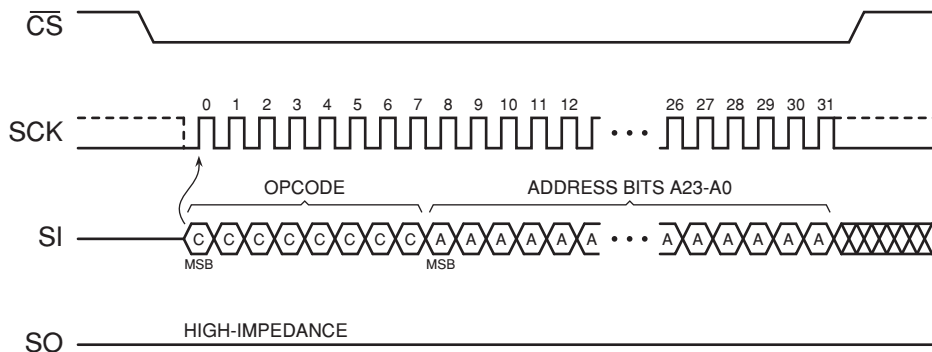 CS
0 1 2 3 4 5 6 7 8 9 10 11 12 26 27 28 29 30 31
SCK • • •
OPCODE ADDRESS BITS A23-A0
SI C C C C C C C C A A A A A A • • • A A A A A A
MSB MSB
HIGH-IMPEDANCE
SO